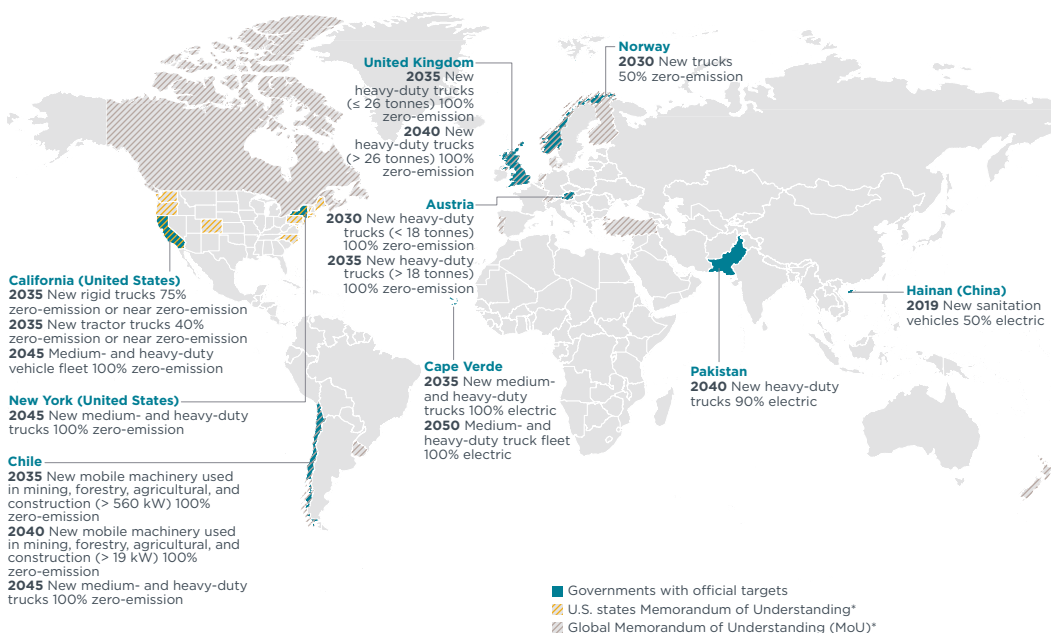 Norway
2030 New trucks
50% zero-emission
United Kingdom
2035 New
heavy-duty trucks
(≤ 26 tonnes) 100%
zero-emission
2040 New
heavy-duty trucks
(> 26 tonnes) 100%
zero-emission
Austria
2030 New heavy-duty
trucks (< 18 tonnes)
100% zero-emission
2035 New heavy-duty
trucks (> 18 tonnes)
100% zero-emission
California (United States)
2035 New rigid trucks 75%
zero-emission or near zero-emission
2035 New tractor trucks 40%
zero-emission or near zero-emission
2045 Medium- and heavy-duty
vehicle fleet 100% zero-emission
Hainan (China)
2019 New sanitation
vehicles 50% electric
Cape Verde
2035 New medium-
and heavy-duty
trucks 100% electric
2050 Medium- and
heavy-duty truck fleet
100% electric
Pakistan
2040 New heavy-duty
trucks 90% electric
New York (United States)
2045 New medium- and heavy-duty
trucks 100% zero-emission
Chile
2035 New mobile machinery used
in mining, forestry, agricultural, and
construction (> 560 kW) 100%
zero-emission
2040 New mobile machinery used
in mining, forestry, agricultural, and
construction (> 19 kW) 100%
zero-emission
2045 New medium- and heavy-duty
trucks 100% zero-emission
Governments with official targets
U.S. states Memorandum of Understanding*
Global Memorandum of Understanding (MoU)*